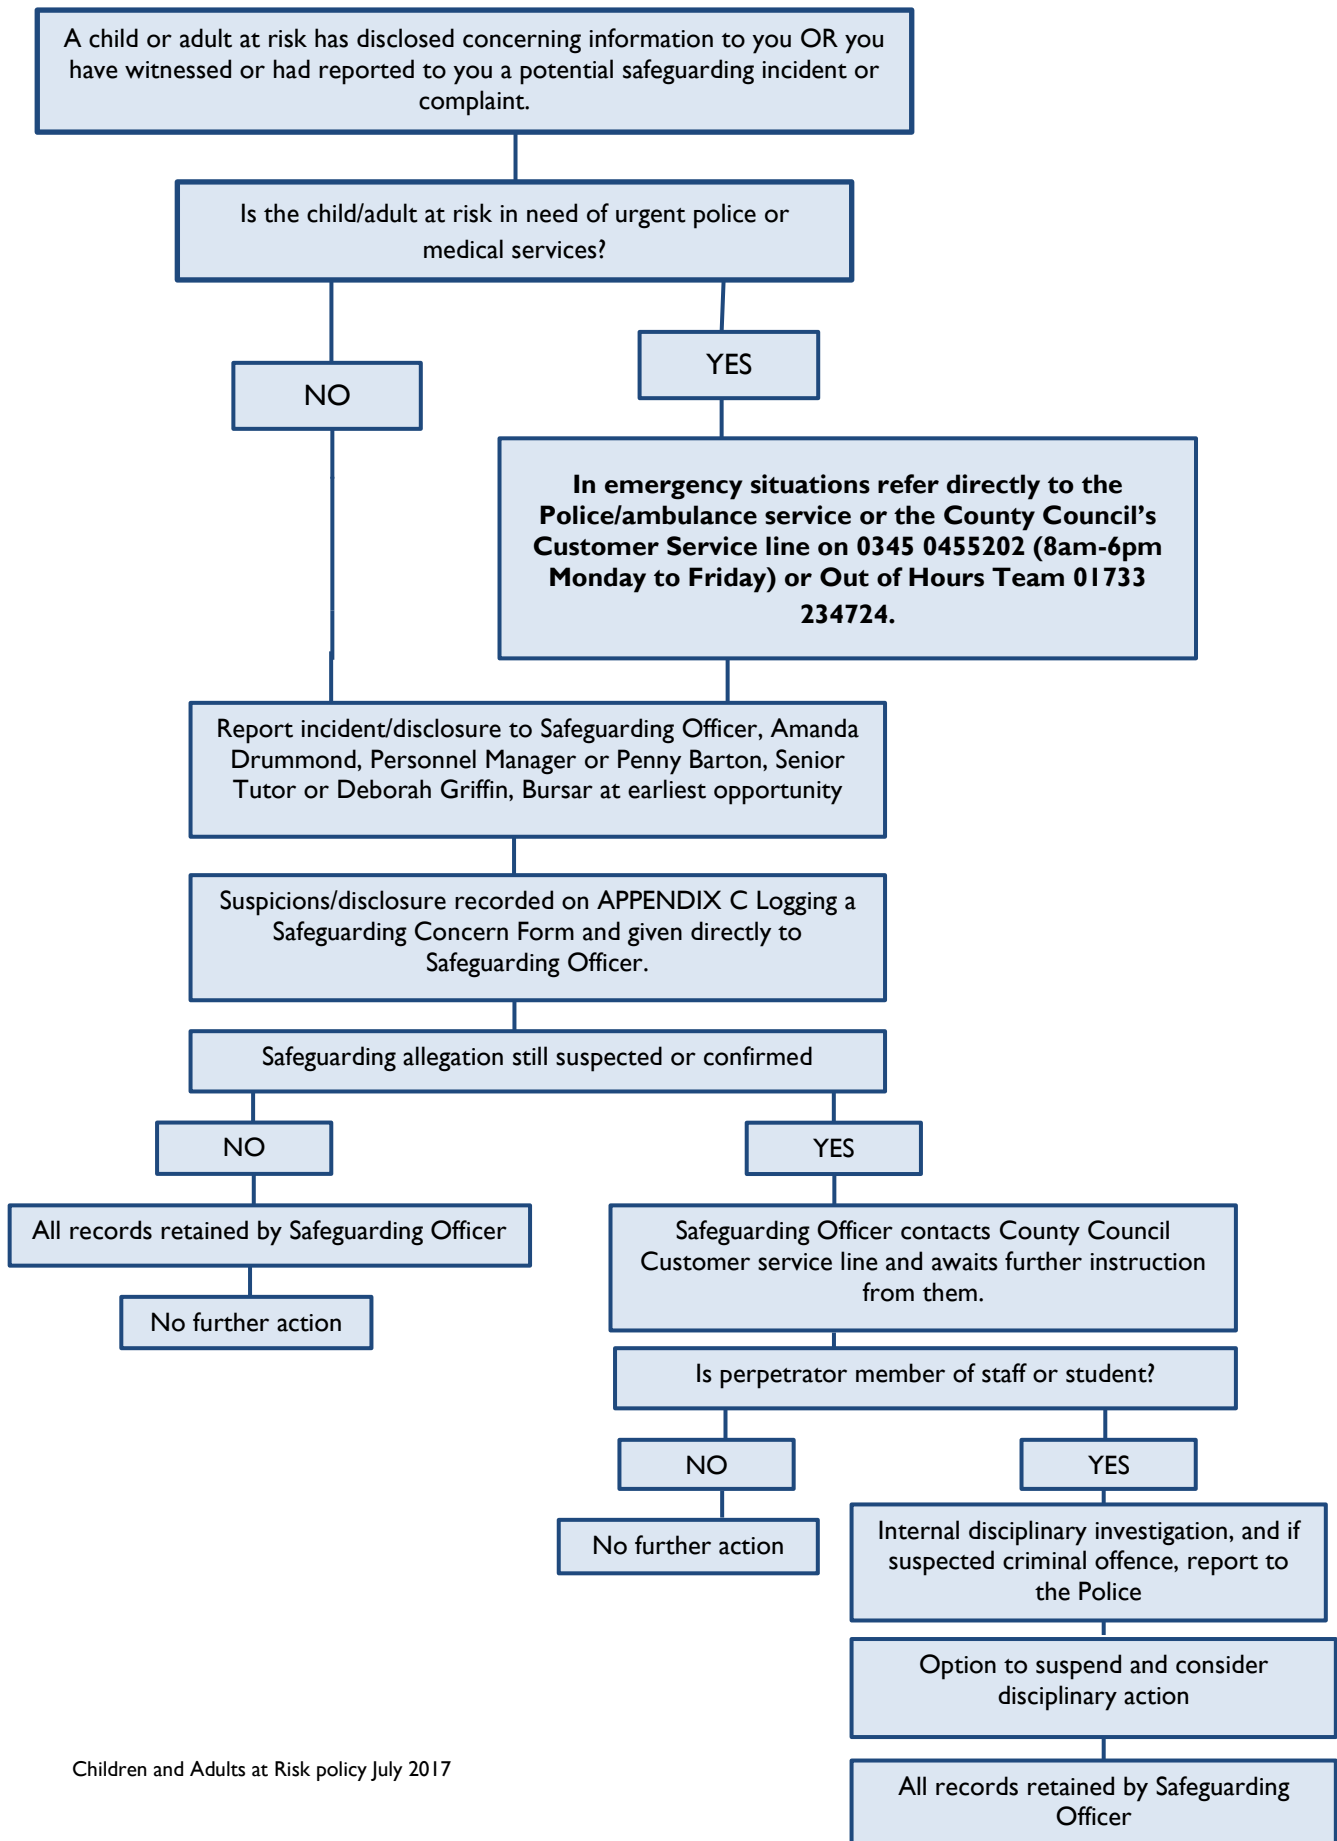 A child or adult at risk has disclosed concerning information to you OR you
have witnessed or had reported to you a potential safeguarding incident or
complaint.
Is the child/adult at risk in need of urgent police or
medical services?
NO
YES
In emergency situations refer directly to the
Police/ambulance service or the County Council’s
Customer Service line on 0345 0455202 (8am-6pm
Monday to Friday) or Out of Hours Team 01733
234724.
Report incident/disclosure to Safeguarding Officer, Amanda
Drummond, Personnel Manager or Penny Barton, Senior
Tutor or Deborah Griffin, Bursar at earliest opportunity
Suspicions/disclosure recorded on APPENDIX C Logging a
Safeguarding Concern Form and given directly to
Safeguarding Officer.
Safeguarding allegation still suspected or confirmed
NO
YES
All records retained by Safeguarding Officer
No further action
Safeguarding Officer contacts County Council
Customer service line and awaits further instruction
from them.
Is perpetrator member of staff or student?
NO
YES
No further action
Internal disciplinary investigation, and if
suspected criminal offence, report to
the Police
Option to suspend and consider
disciplinary action
All records retained by Safeguarding
Officer
Children and Adults at Risk policy July 2017